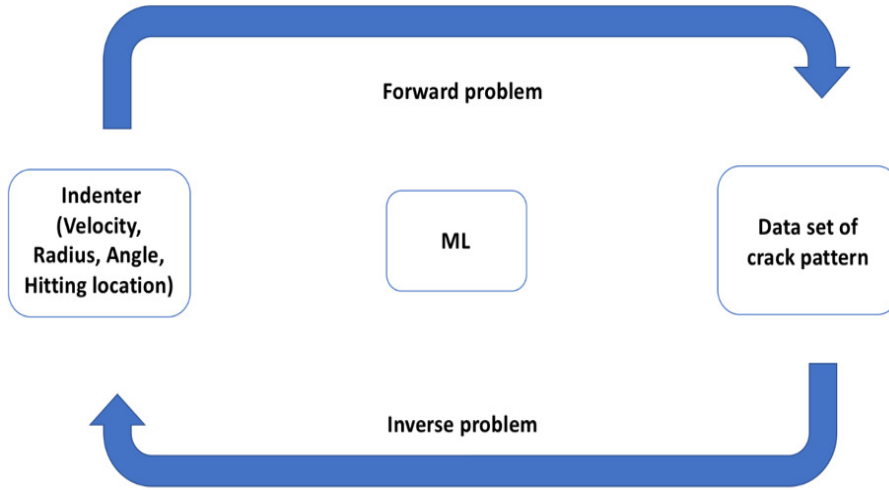 Forward problem
Indenter
(Velocity,
Radius, Angle,
Hitting location)
ML
Data set of
crack pattern
Inverse problem